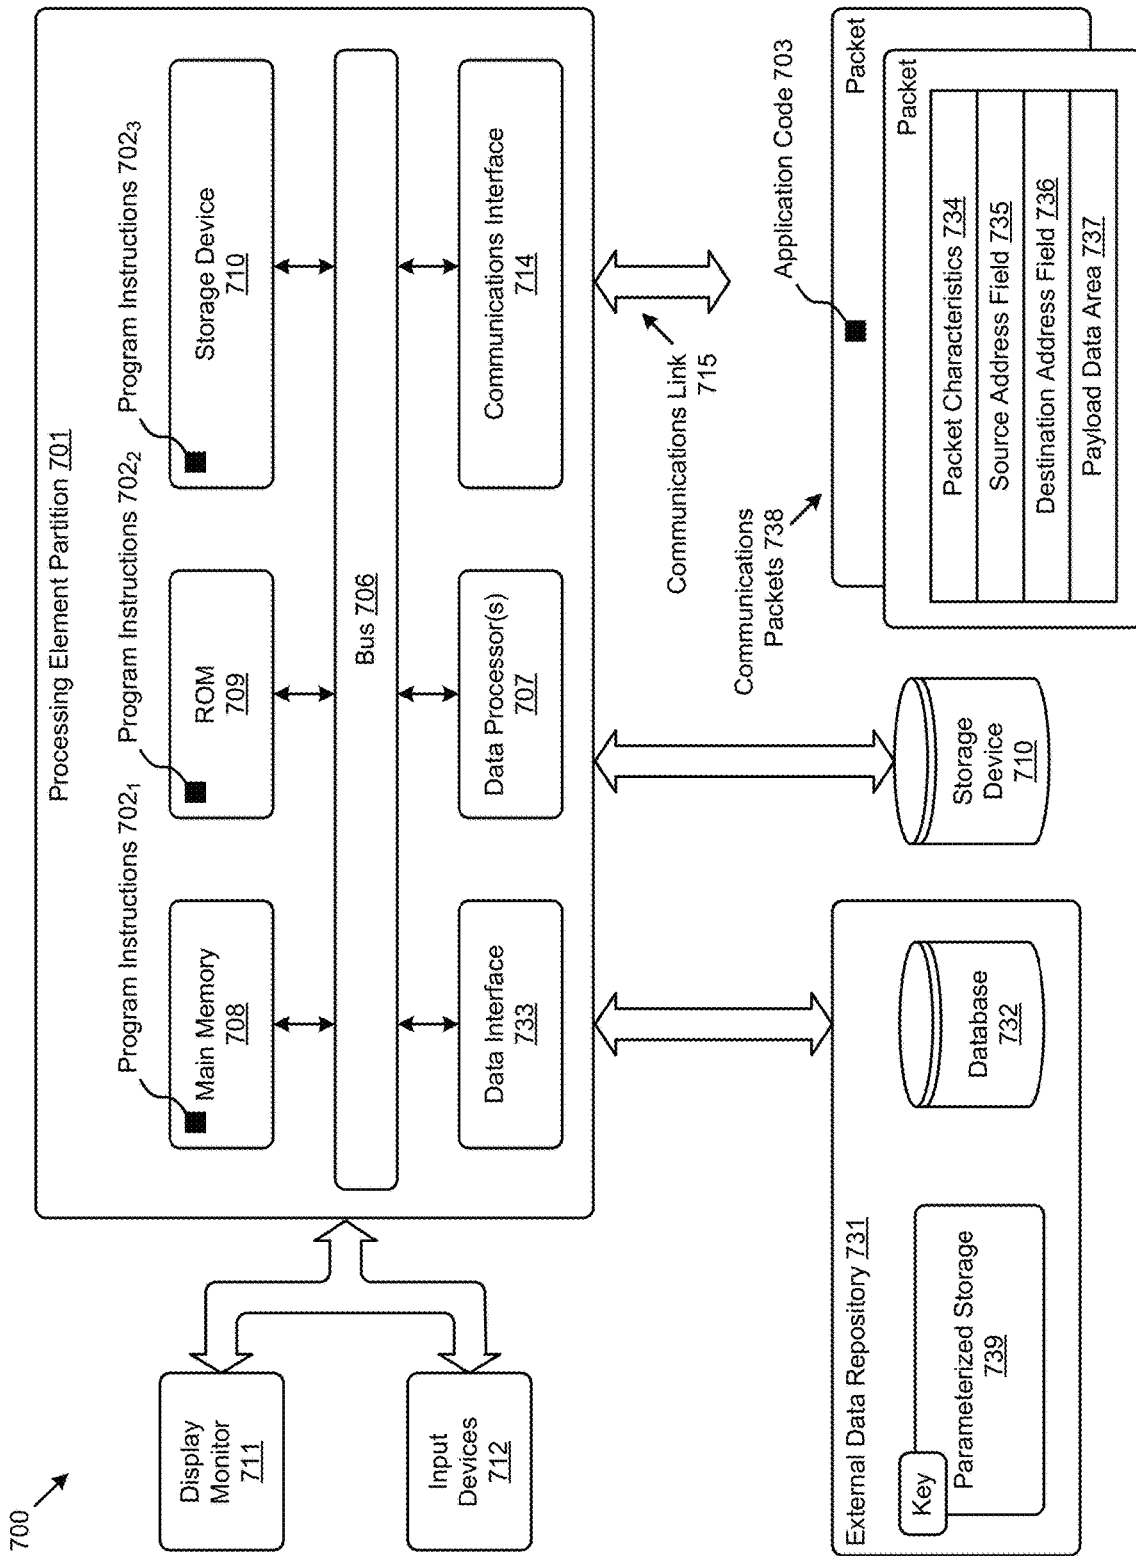 700
Processing Element Partition 701
Program Instructions 702₁
Program Instructions 702₂
Program Instructions 702₃
Main Memory
708
ROM
709
Storage Device
710
Display
Monitor
711
Bus 706
Input
Devices
712
Data Interface
733
Data Processor(s)
707
Communications Interface
714
Communications Link
715
Communications
Packets 738
Application Code 703
External Data Repository 731
Key
Parameterized Storage
739
Database
732
Storage
Device
710
Packet
Packet
Packet Characteristics 734
Source Address Field 735
Destination Address Field 736
Payload Data Area 737